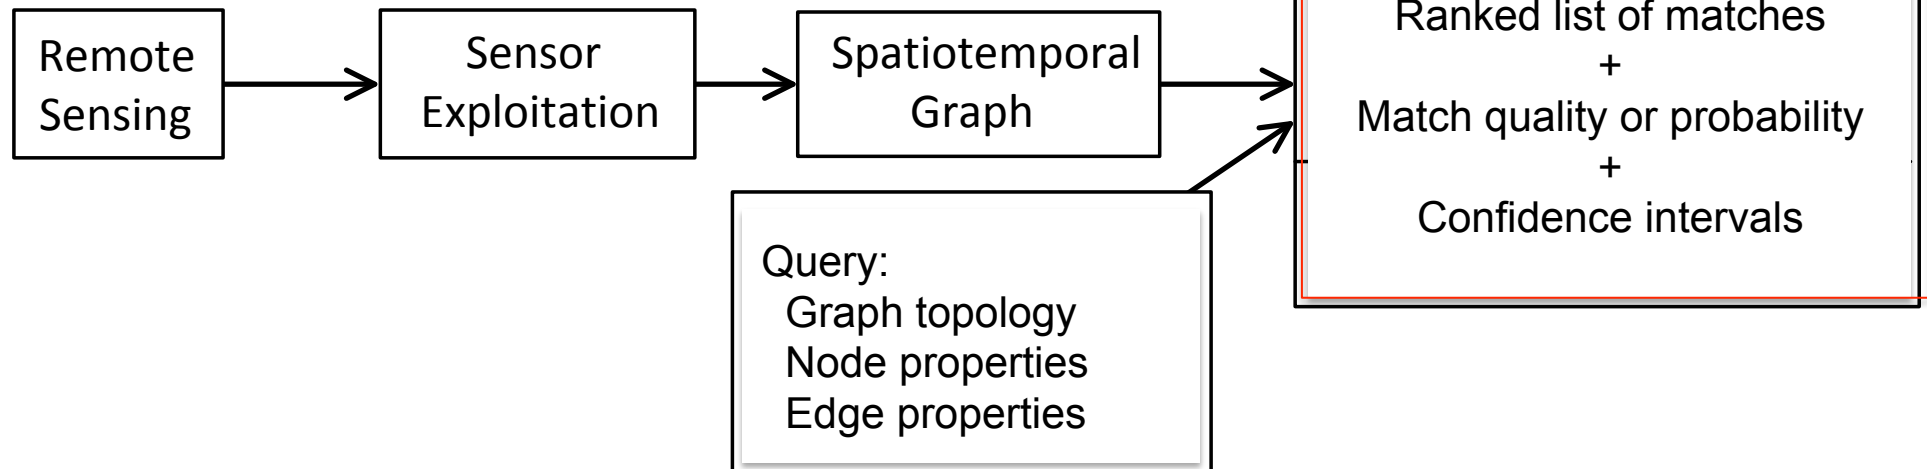 Remote
Sensing
Sensor
Exploitation
Spatiotemporal
Graph
Ranked list of matches
+
Match quality or probability
+
Confidence intervals
Query:
Graph topology
Node properties
Edge properties